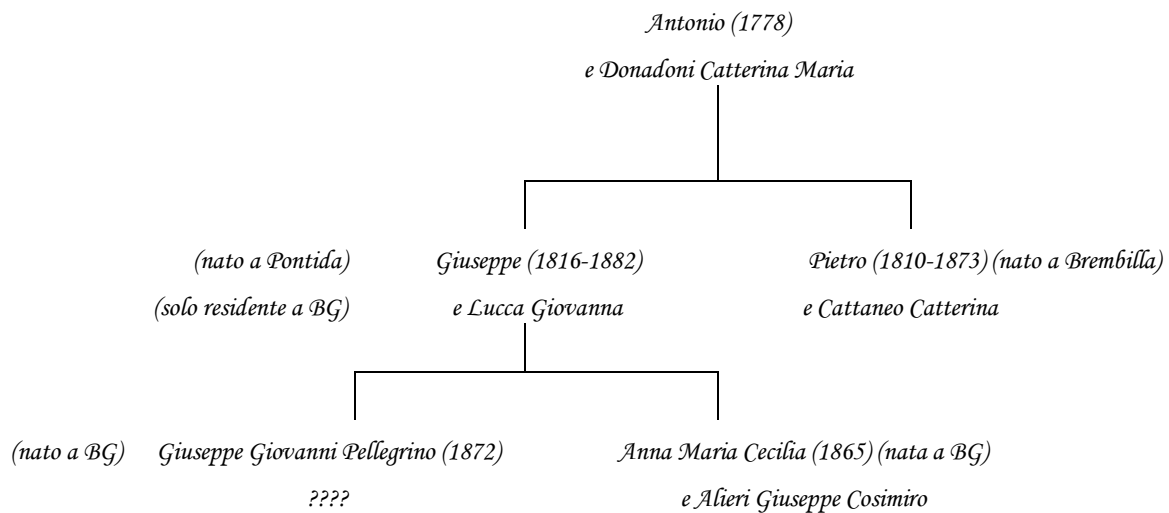 Antonio (1778)
e Donadoni Catterina Maria
(nato a Pontida) Giuseppe (1816-1882) Pietro (1810-1873) (nato a Brembilla)
(solo residente a BG) e Lucca Giovanna e Cattaneo Catterina
(nato a BG) Giuseppe Giovanni Pellegrino (1872) Anna Maria Cecilia (1865) (nata a BG)
???? e Alieri Giuseppe Cosimiro